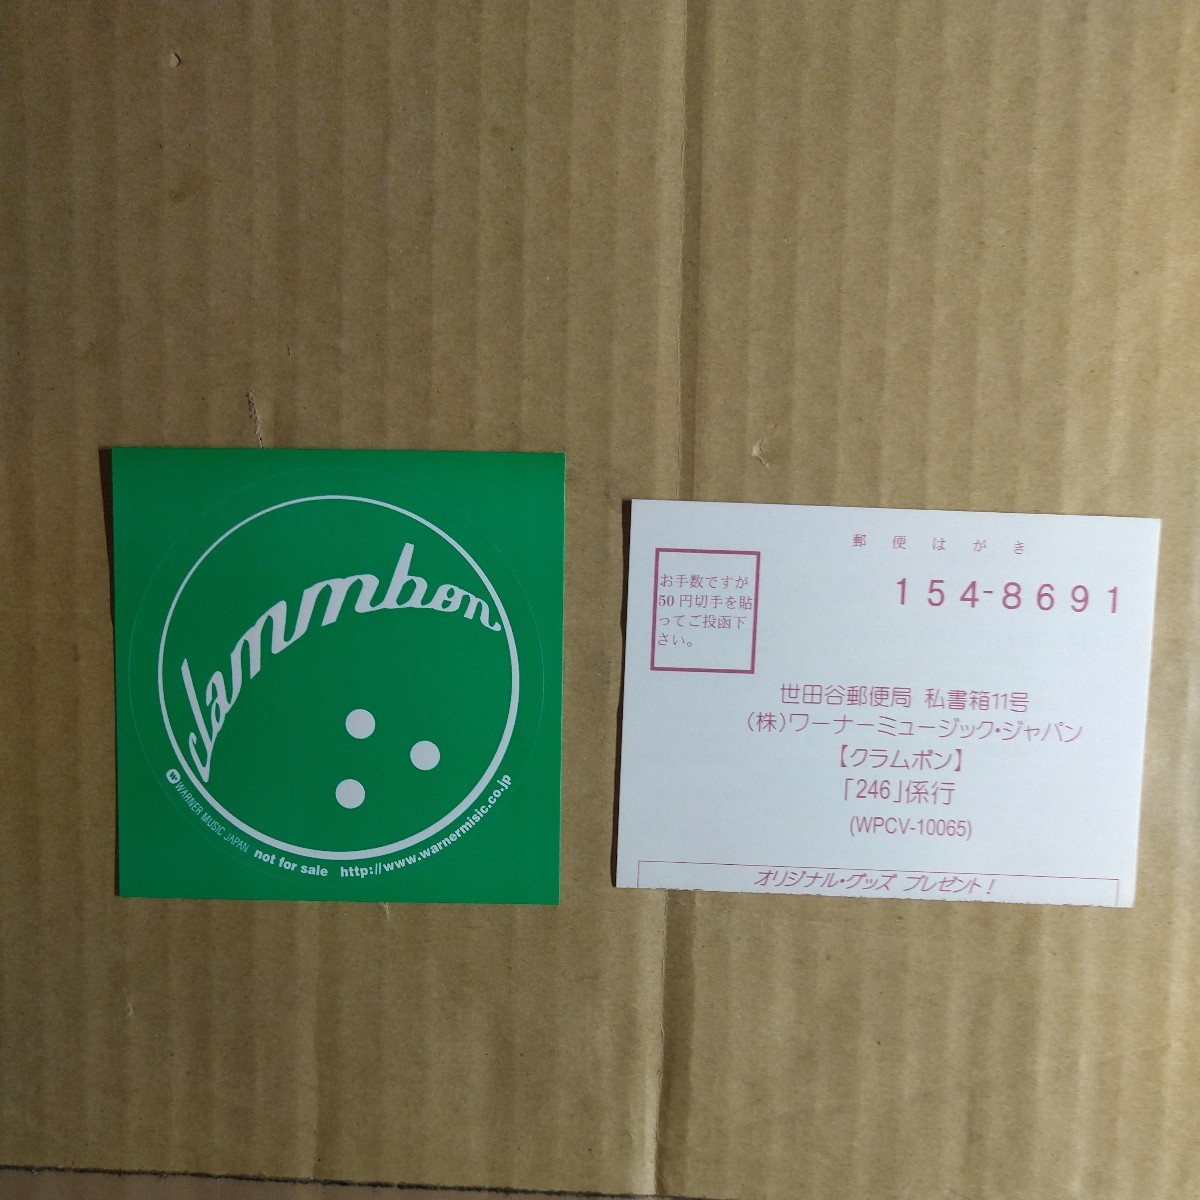 clammbon
WARNER MUSIC JAPAN not for sale http://www.warnermisic.co.jp
郵便はがき
お手数ですが
50円切手を貼
ってご投函下
さい。
154-8691
世田谷郵便局 私書箱11号
(株)ワーナーミュージック・ジャパン
【クラムボン】
「246」係行
(WPCV-10065)
オリジナル・グッズ プレゼント!